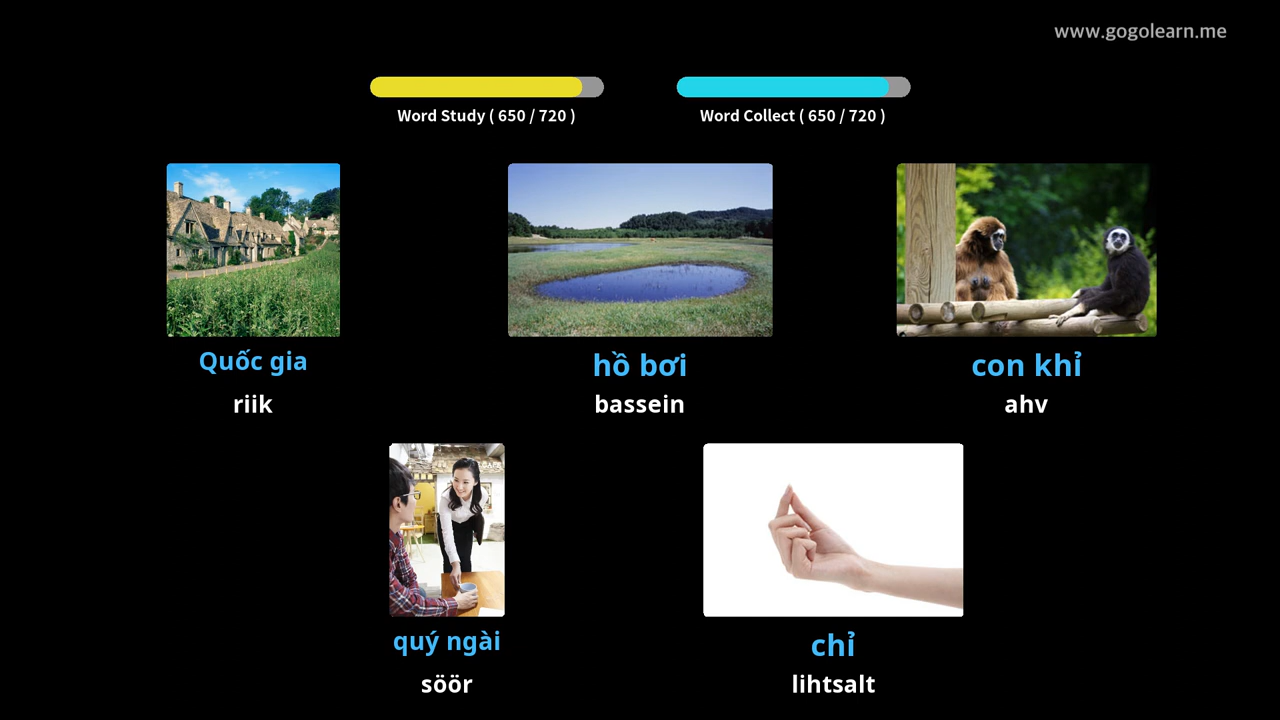 www.gogolearn.me
Word Study ( 650 / 720 )
Word Collect ( 650 / 720 )
Quốc gia
riik
hồ bơi
bassein
con khỉ
ahv
quý ngài
söör
chỉ
lihtsalt